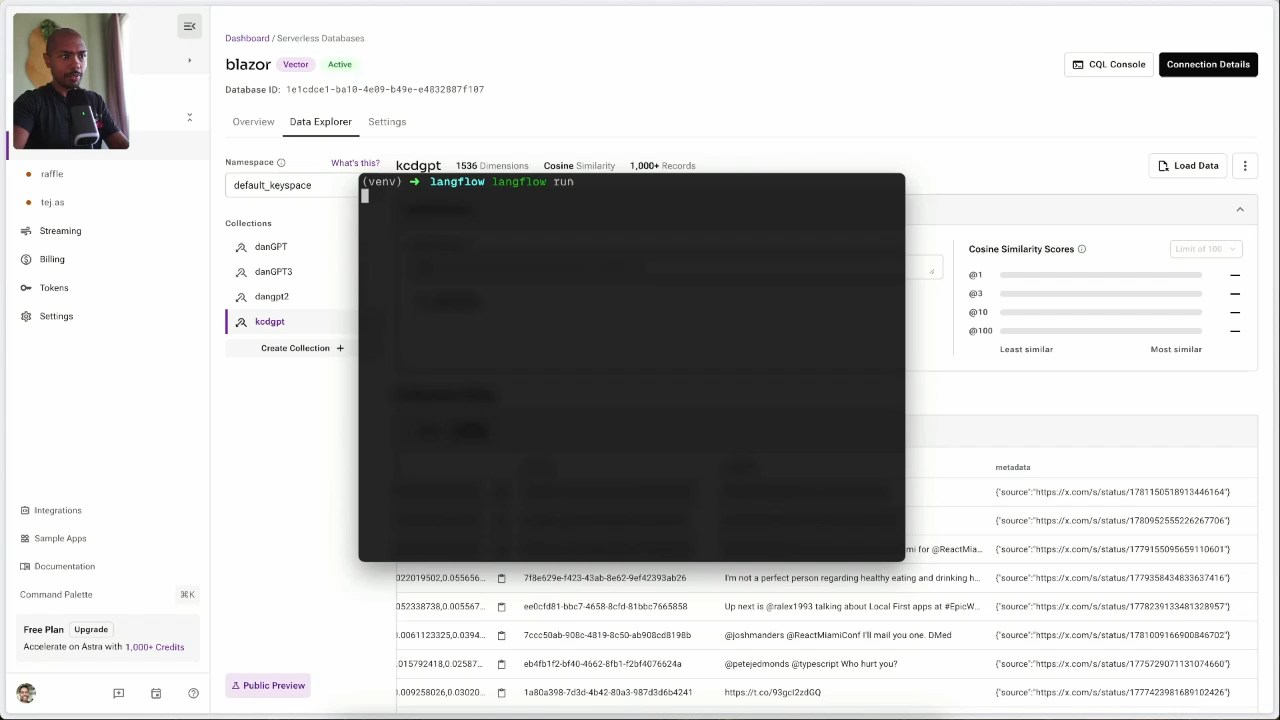 Dashboard / Serverless Databases
blazor Vector Active
CQL Console
Connection Details
Database ID: 1e1cdce1-ba10-4e09-b49e-e4832887f107
Overview Data Explorer Settings
Namespace What's this?
default_keyspace
kcdgpt 1536 Dimensions Cosine Similarity 1,000+ Records
Load Data
raffle
tej.as
Streaming
Billing
Tokens
Settings
Collections
danGPT
danGPT3
dangpt2
kcdgpt
Create Collection +
(venv) ➜ langflow langflow run
Cosine Similarity Scores
Limit of 100
@1 —
@3 —
@10 —
@100 —
Least similar Most similar
metadata
{"source":"https://x.com/s/status/1781150518913446164"}
{"source":"https://x.com/s/status/1780952555226267706"}
mi for @ReactMia... {"source":"https://x.com/s/status/1779155095659110601"}
022019502,0.055656... 7f8e629e-f423-43ab-8e62-9ef42393ab26 I'm not a perfect person regarding healthy eating and drinking h... {"source":"https://x.com/s/status/1779358434833637416"}
052338738,0.005567... ee0cfd81-bbc7-4658-8cfd-81bbc7665858 Up next is @ralex1993 talking about Local First apps at #EpicW... {"source":"https://x.com/s/status/1778239133481328957"}
0.0061123325,0.0394... 7ccc50ab-908c-4819-8c50-ab908cd8198b @joshmanders @ReactMiamiConf I'll mail you one. DMed {"source":"https://x.com/s/status/1781009166900846702"}
.015792418,0.02587... eb4fb1f2-bf40-4662-8fb1-f2bf4076624a @petejedmonds @typescript Who hurt you? {"source":"https://x.com/s/status/1775729071131074660"}
0.009258026,0.03020... 1a80a398-7d3d-4b42-80a3-987d3d6b4241 https://t.co/93gcI2zdGQ {"source":"https://x.com/s/status/1777423981689102426"}
Integrations
Sample Apps
Documentation
Command Palette ⌘K
Free Plan Upgrade
Accelerate on Astra with 1,000+ Credits
Public Preview